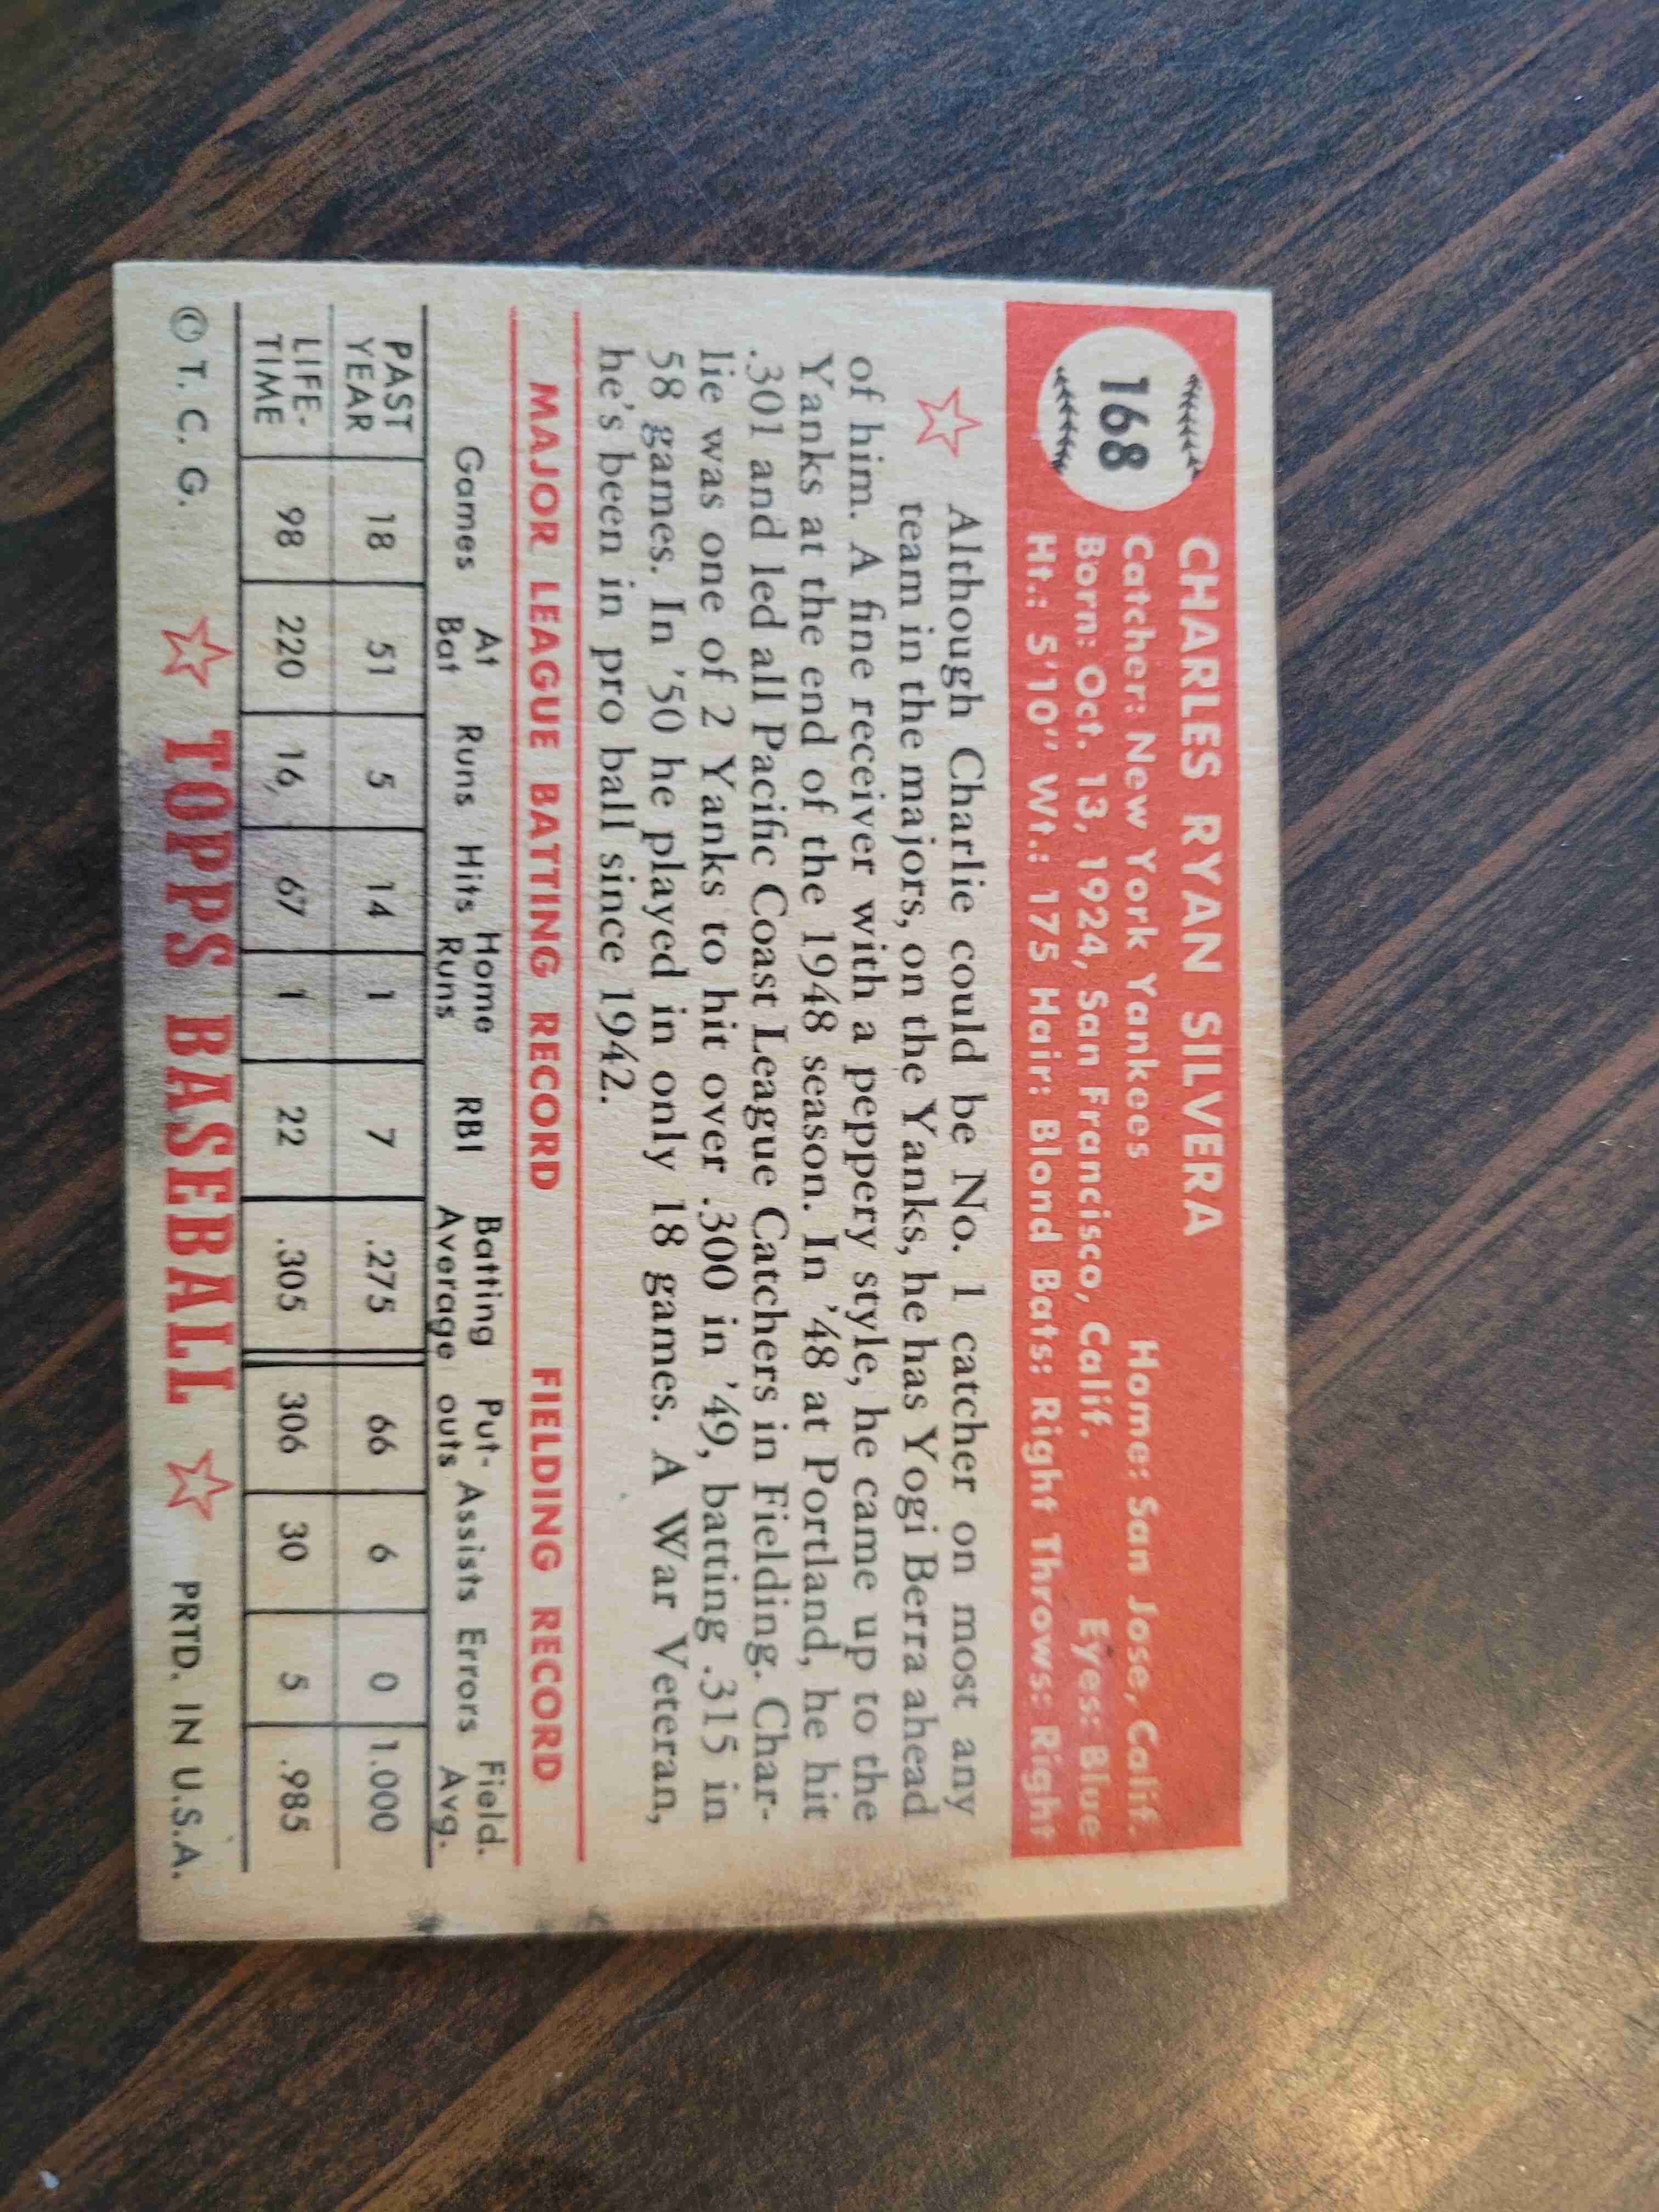 168
CHARLES RYAN SILVERA
Catcher: New York Yankees Home: San Jose, Calif.
Born: Oct. 13, 1924, San Francisco, Calif. Eyes: Blue
Ht.: 5'10" Wt.: 175 Hair: Blond Bats: Right Throws: Right
Although Charlie could be No. 1 catcher on most any
team in the majors, on the Yanks, he has Yogi Berra ahead
of him. A fine receiver with a peppery style, he came up to the
Yanks at the end of the 1948 season. In '48 at Portland, he hit
.301 and led all Pacific Coast League Catchers in Fielding. Char-
lie was one of 2 Yanks to hit over .300 in '49, batting .315 in
58 games. In '50 he played in only 18 games. A War Veteran,
he's been in pro ball since 1942.
MAJOR LEAGUE BATTING RECORD FIELDING RECORD
Games At Bat Runs Hits Home Runs RBI Batting Average Put-outs Assists Errors Field. Avg.
PAST YEAR 18 51 5 14 1 7 .275 66 6 0 1.000
LIFE-TIME 98 220 16 67 1 22 .305 306 30 5 .985
© T. C. G. TOPPS BASEBALL PRTD. IN U.S.A.